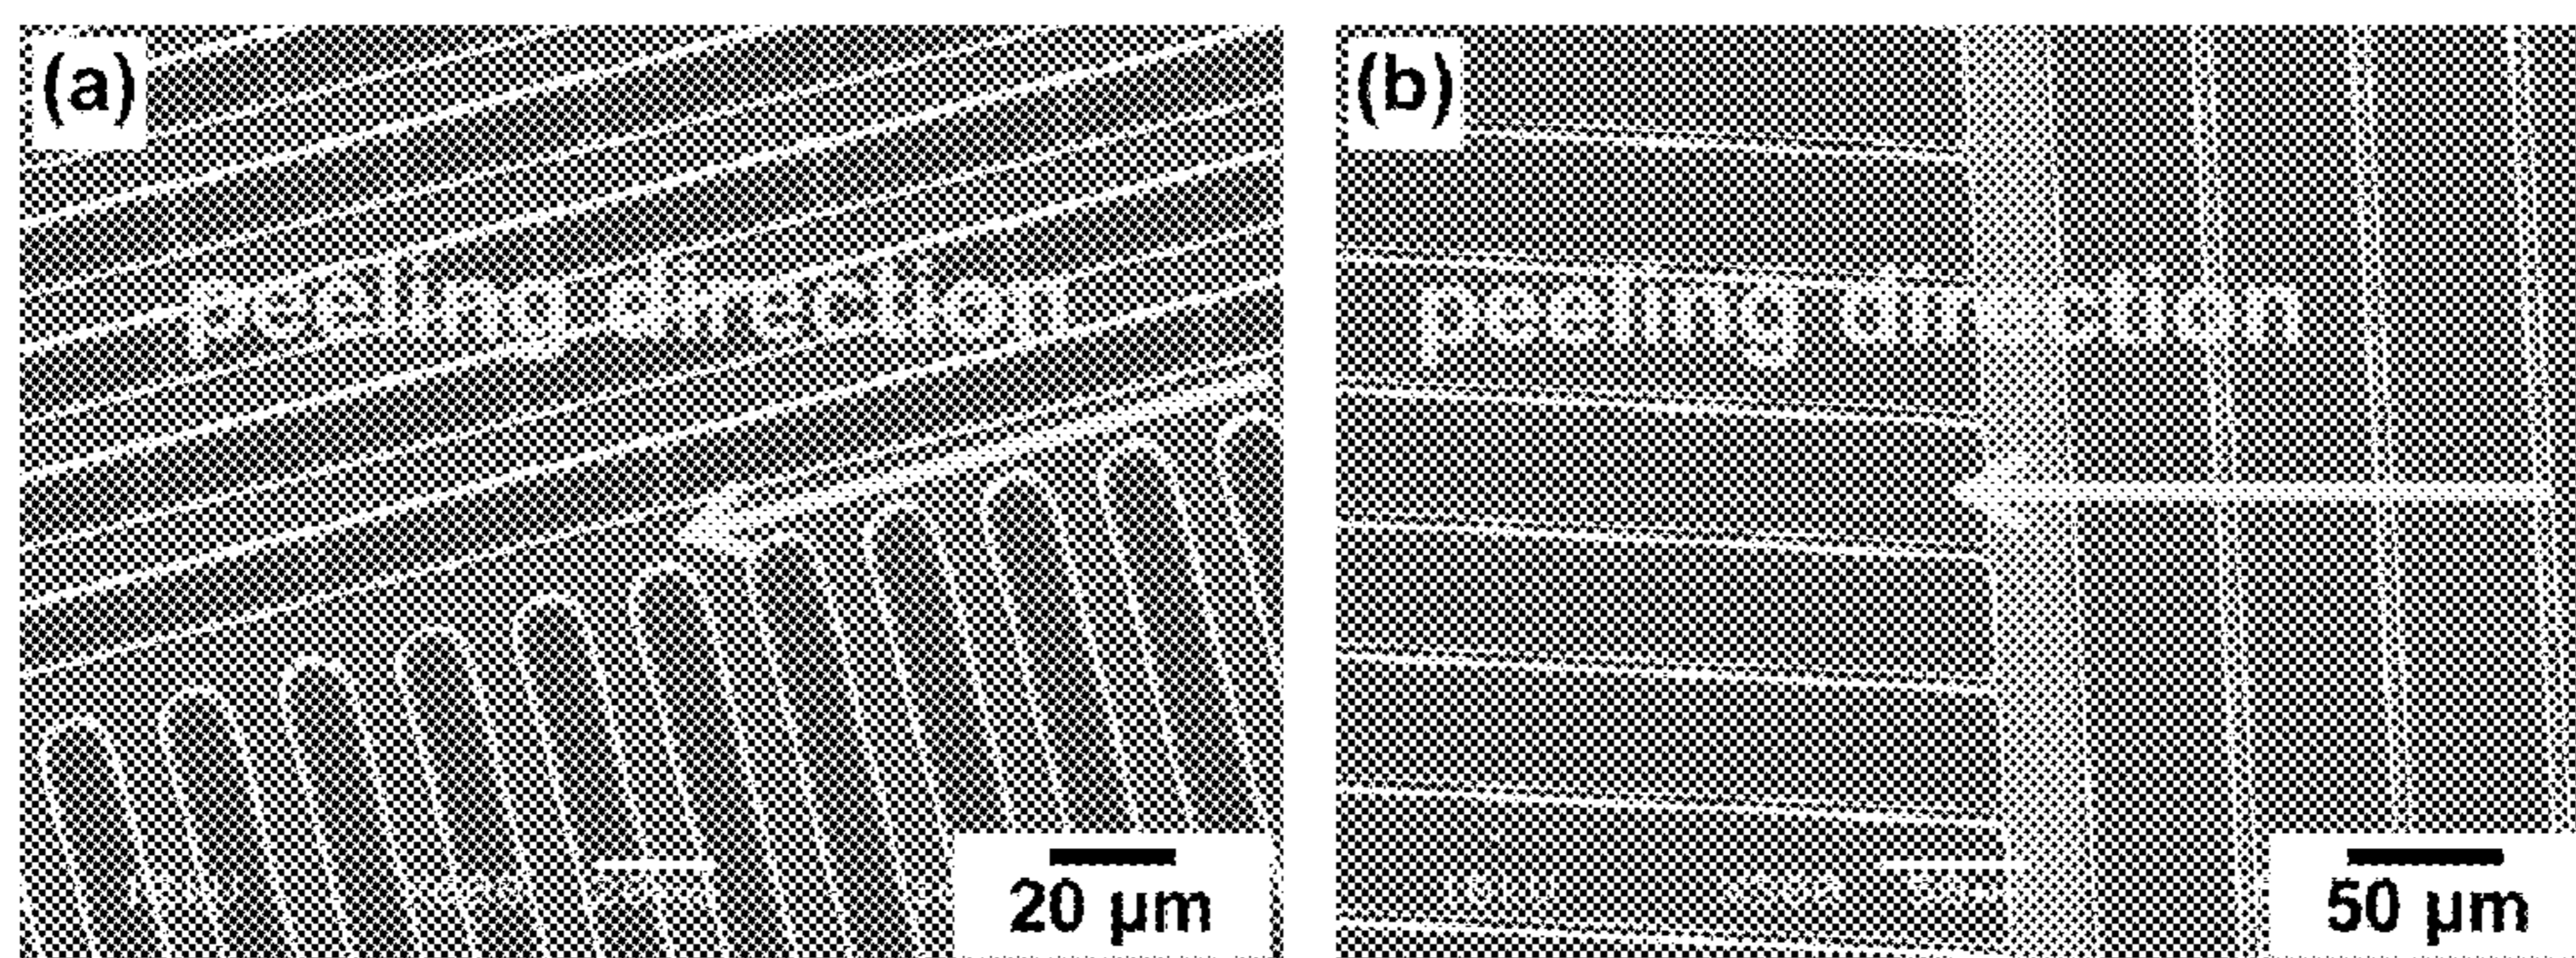 (a)
peeling direction
20 µm
(b)
peeling direction
50 µm